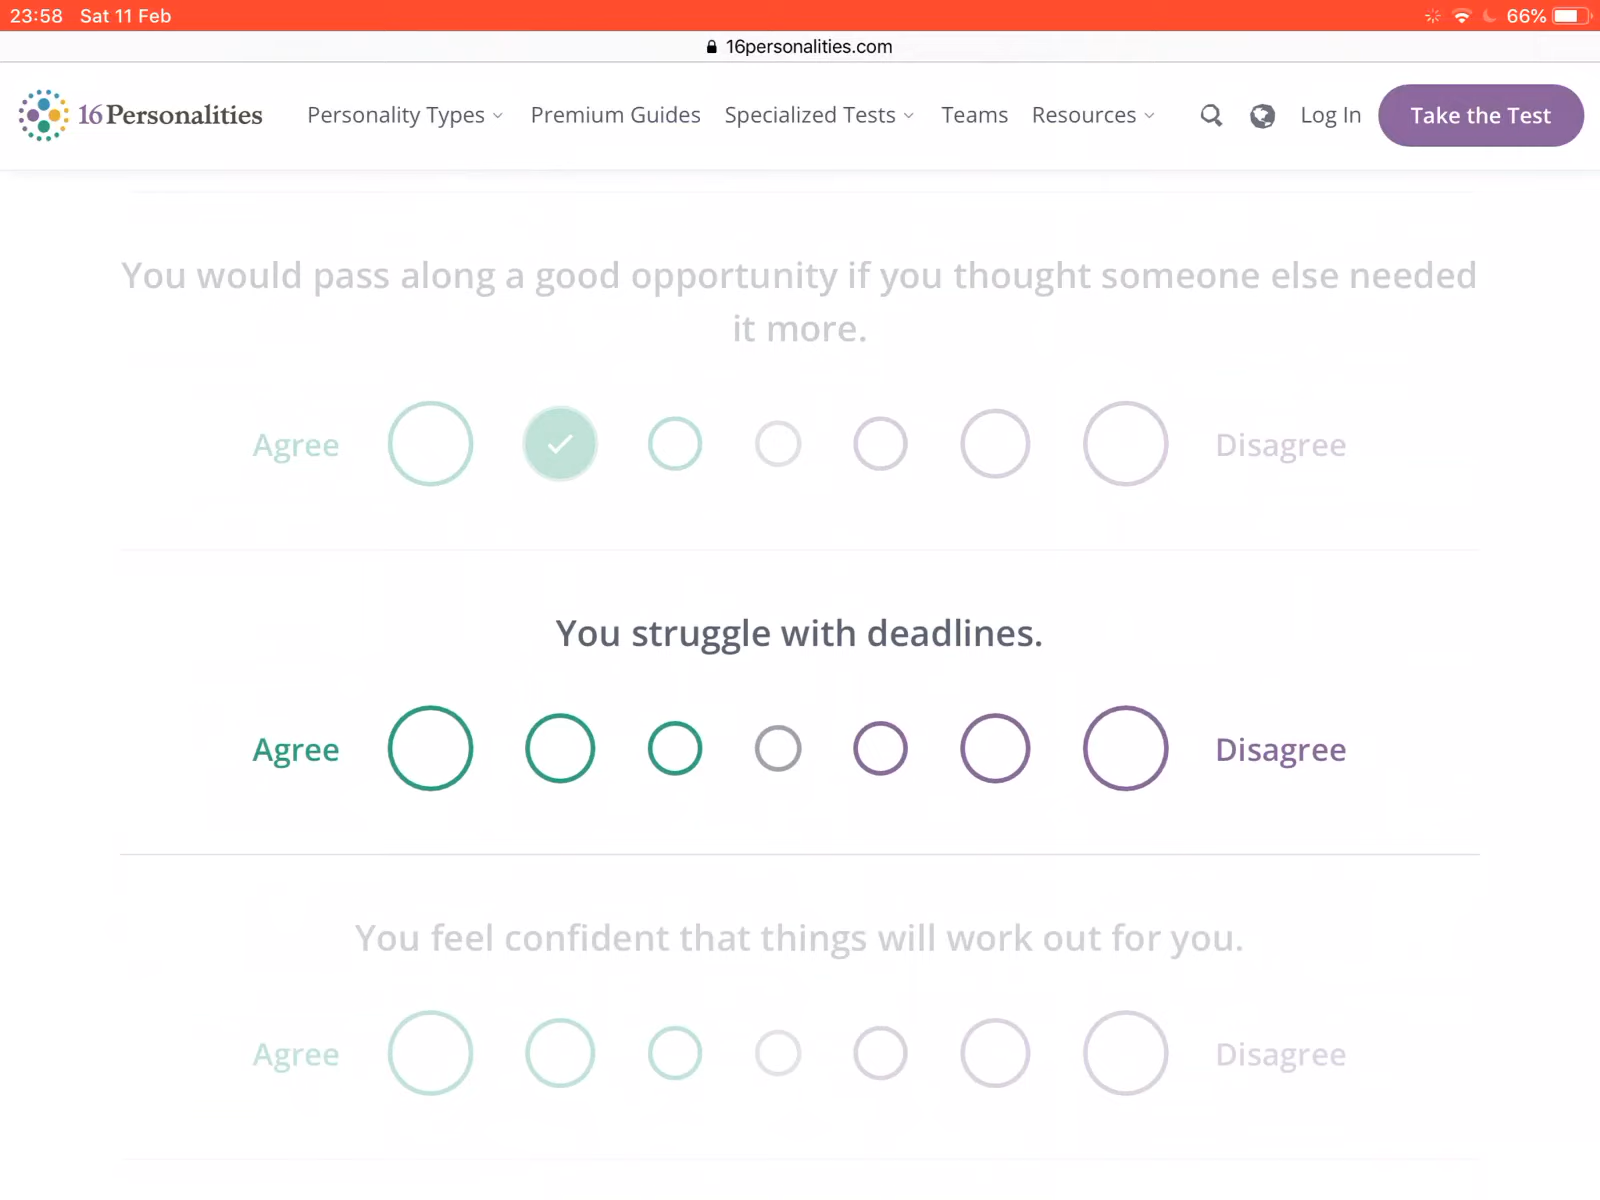 23:58 Sat 11 Feb 66%
16personalities.com
16Personalities Personality Types Premium Guides Specialized Tests Teams Resources Log In Take the Test
You would pass along a good opportunity if you thought someone else needed
it more.
Agree Disagree
You struggle with deadlines.
Agree Disagree
You feel confident that things will work out for you.
Agree Disagree